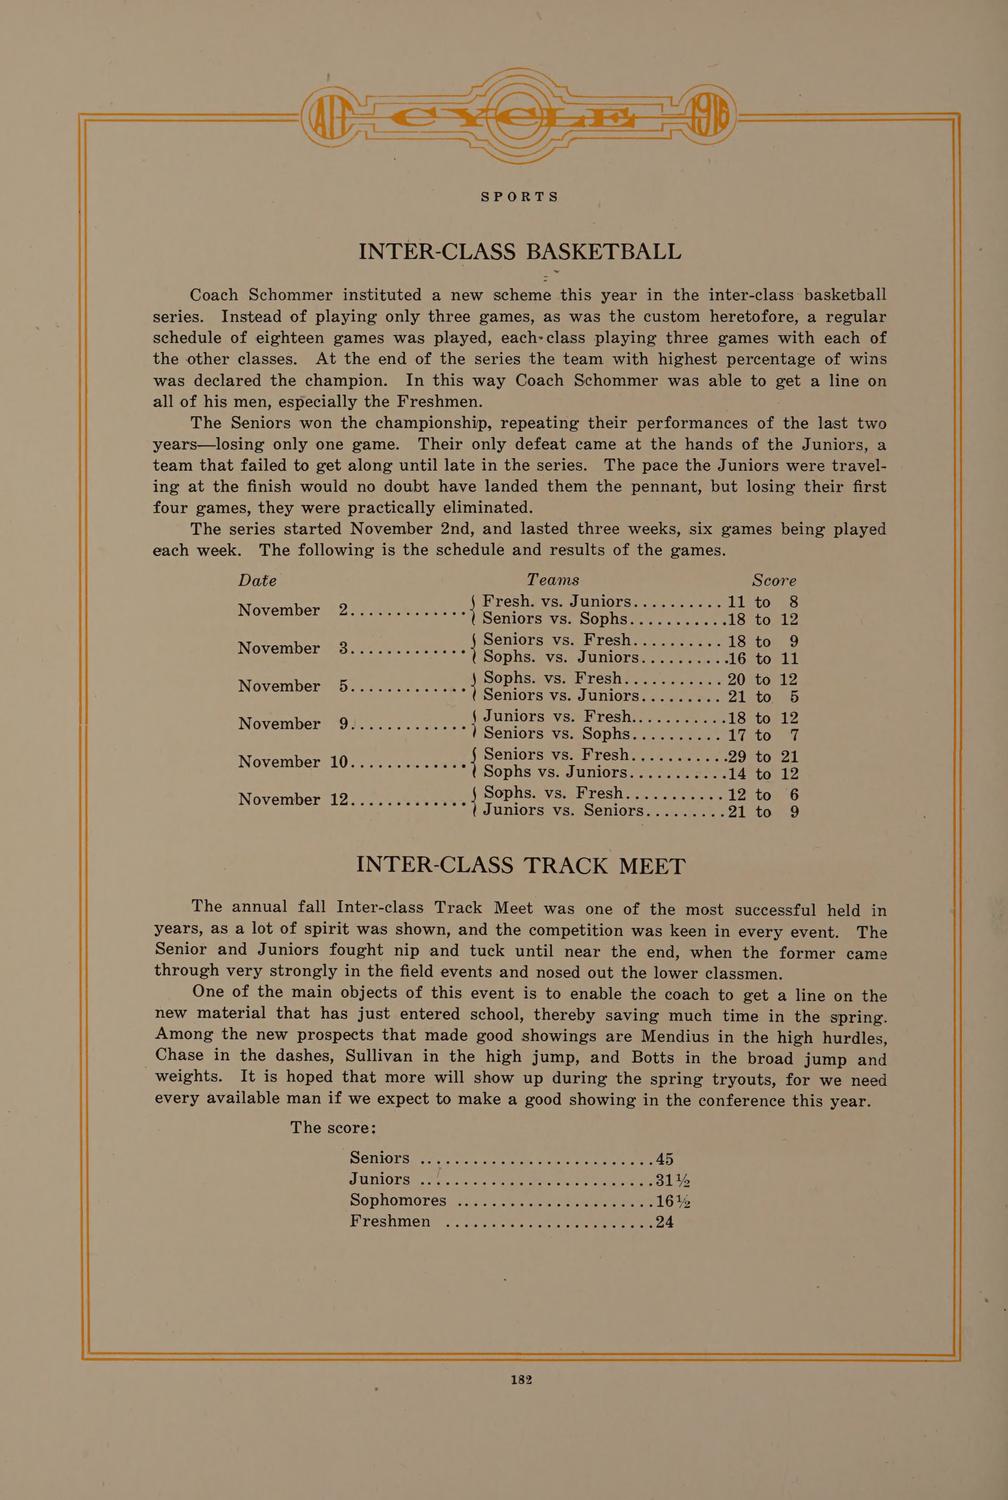 AIT CYCLE 1916
SPORTS
INTER-CLASS BASKETBALL
Coach Schommer instituted a new scheme this year in the inter-class basketball
series. Instead of playing only three games, as was the custom heretofore, a regular
schedule of eighteen games was played, each class playing three games with each of
the other classes. At the end of the series the team with highest percentage of wins
was declared the champion. In this way Coach Schommer was able to get a line on
all of his men, especially the Freshmen.
The Seniors won the championship, repeating their performances of the last two
years—losing only one game. Their only defeat came at the hands of the Juniors, a
team that failed to get along until late in the series. The pace the Juniors were travel-
ing at the finish would no doubt have landed them the pennant, but losing their first
four games, they were practically eliminated.
The series started November 2nd, and lasted three weeks, six games being played
each week. The following is the schedule and results of the games.
Date Teams Score
November 2............. { Fresh. vs. Juniors.......... 11 to 8
{ Seniors vs. Sophs........... 18 to 12
November 3............. { Seniors vs. Fresh.......... 18 to 9
{ Sophs. vs. Juniors.......... 16 to 11
November 5............. { Sophs. vs. Fresh........... 20 to 12
{ Seniors vs. Juniors......... 21 to 5
November 9............. { Juniors vs. Fresh........... 18 to 12
{ Seniors vs. Sophs.......... 17 to 7
November 10............. { Seniors vs. Fresh........... 29 to 21
{ Sophs vs. Juniors........... 14 to 12
November 12............. { Sophs. vs. Fresh........... 12 to 6
{ Juniors vs. Seniors......... 21 to 9
INTER-CLASS TRACK MEET
The annual fall Inter-class Track Meet was one of the most successful held in
years, as a lot of spirit was shown, and the competition was keen in every event. The
Senior and Juniors fought nip and tuck until near the end, when the former came
through very strongly in the field events and nosed out the lower classmen.
One of the main objects of this event is to enable the coach to get a line on the
new material that has just entered school, thereby saving much time in the spring.
Among the new prospects that made good showings are Mendius in the high hurdles,
Chase in the dashes, Sullivan in the high jump, and Botts in the broad jump and
weights. It is hoped that more will show up during the spring tryouts, for we need
every available man if we expect to make a good showing in the conference this year.
The score:
Seniors ........................... 45
Juniors ........................... 31½
Sophomores ....................... 16½
Freshmen ........................ 24
182